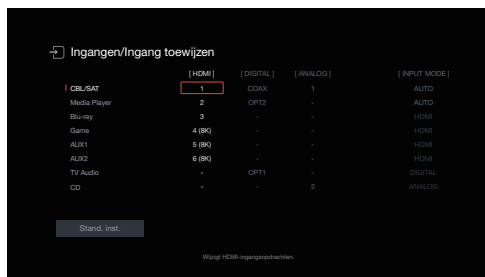 Ingangen/Ingang toewijzen
[ HDMI ] [ DIGITAL ] [ ANALOG ] [ INPUT MODE ]
CBL/SAT 1 COAX 1 AUTO
Media Player 2 OPT2 - AUTO
Blu-ray 3 - - HDMI
Game 4 (8K) - - HDMI
AUX1 5 (8K) - - HDMI
AUX2 6 (8K) - - HDMI
TV Audio - OPT1 - DIGITAL
CD - - 2 ANALOG
Stand. inst.
Wijzigt HDMI-ingangsopdrachten.